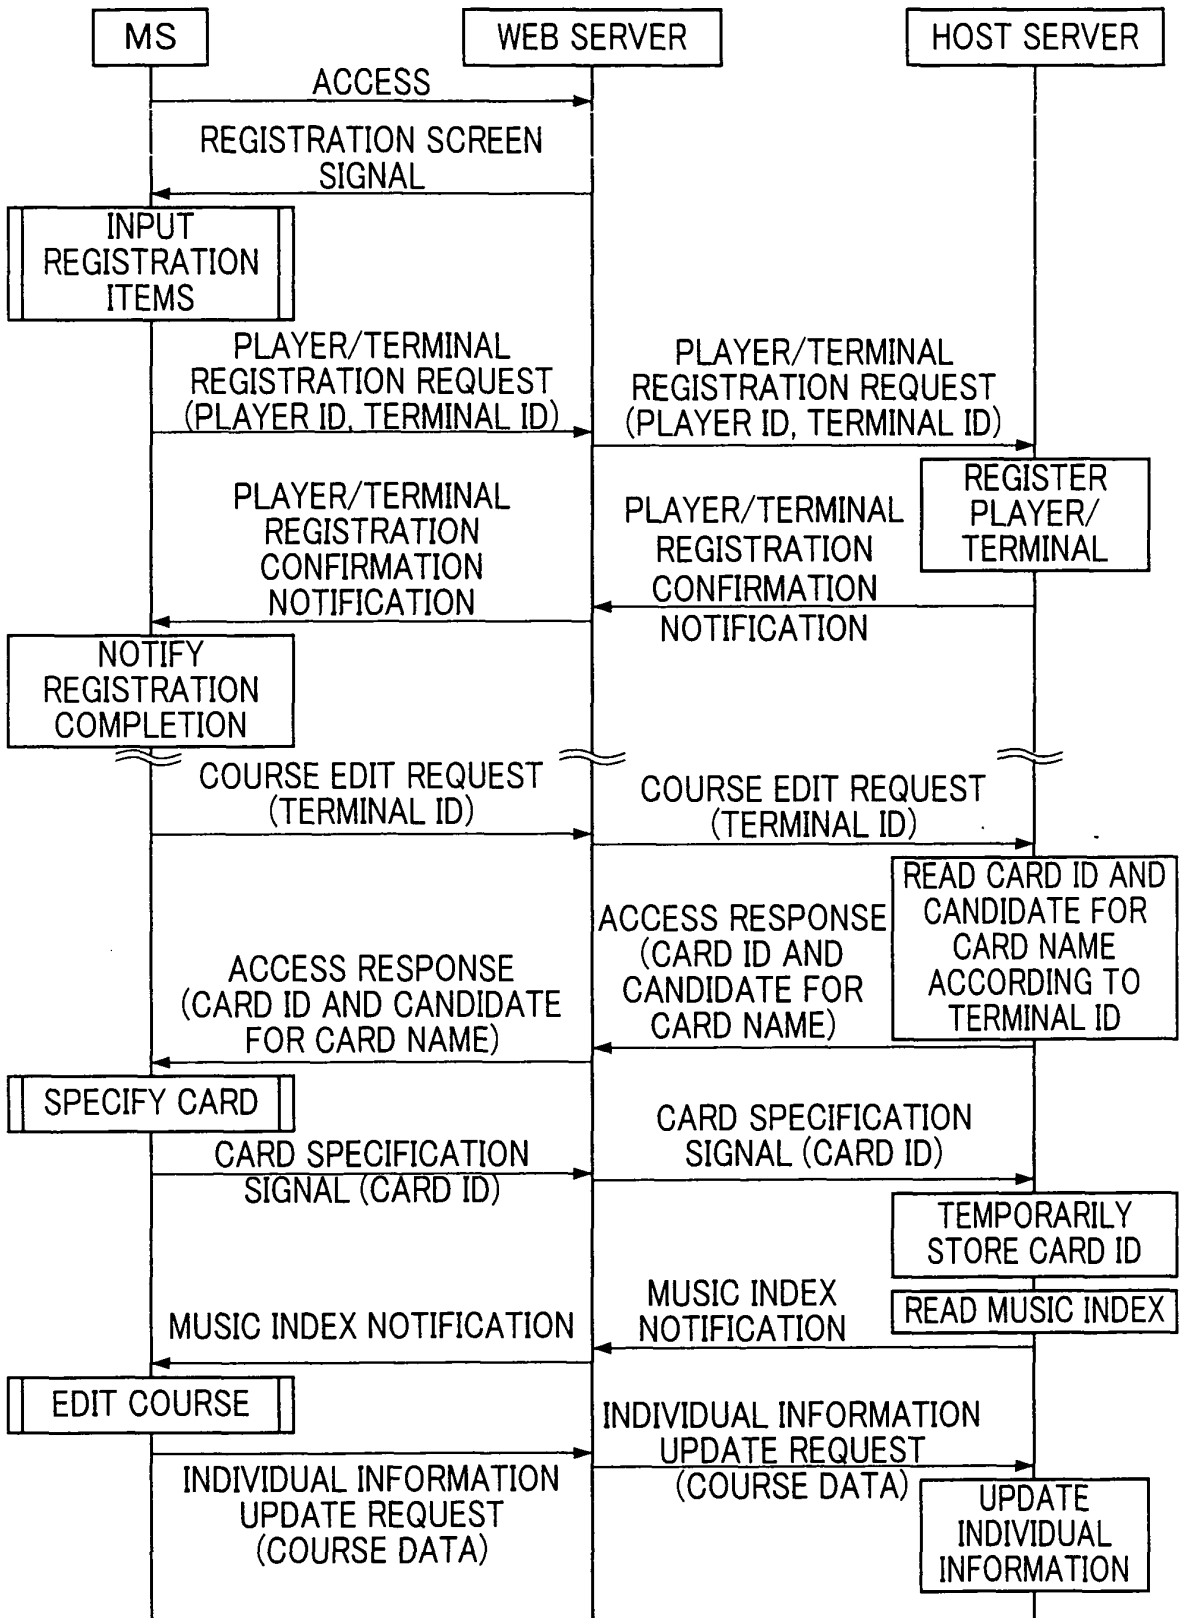 MS
WEB SERVER
HOST SERVER
ACCESS
REGISTRATION SCREEN
SIGNAL
INPUT
REGISTRATION
ITEMS
PLAYER/TERMINAL
REGISTRATION REQUEST
(PLAYER ID, TERMINAL ID)
PLAYER/TERMINAL
REGISTRATION REQUEST
(PLAYER ID, TERMINAL ID)
REGISTER
PLAYER/
TERMINAL
PLAYER/TERMINAL
REGISTRATION
CONFIRMATION
NOTIFICATION
PLAYER/TERMINAL
REGISTRATION
CONFIRMATION
NOTIFICATION
NOTIFY
REGISTRATION
COMPLETION
COURSE EDIT REQUEST
(TERMINAL ID)
COURSE EDIT REQUEST
(TERMINAL ID)
READ CARD ID AND
CANDIDATE FOR
CARD NAME
ACCORDING TO
TERMINAL ID
ACCESS RESPONSE
(CARD ID AND
CANDIDATE FOR
CARD NAME)
ACCESS RESPONSE
(CARD ID AND CANDIDATE
FOR CARD NAME)
SPECIFY CARD
CARD SPECIFICATION
SIGNAL (CARD ID)
CARD SPECIFICATION
SIGNAL (CARD ID)
TEMPORARILY
STORE CARD ID
READ MUSIC INDEX
MUSIC INDEX
NOTIFICATION
MUSIC INDEX NOTIFICATION
EDIT COURSE
INDIVIDUAL INFORMATION
UPDATE REQUEST
(COURSE DATA)
INDIVIDUAL INFORMATION
UPDATE REQUEST
(COURSE DATA)
UPDATE
INDIVIDUAL
INFORMATION